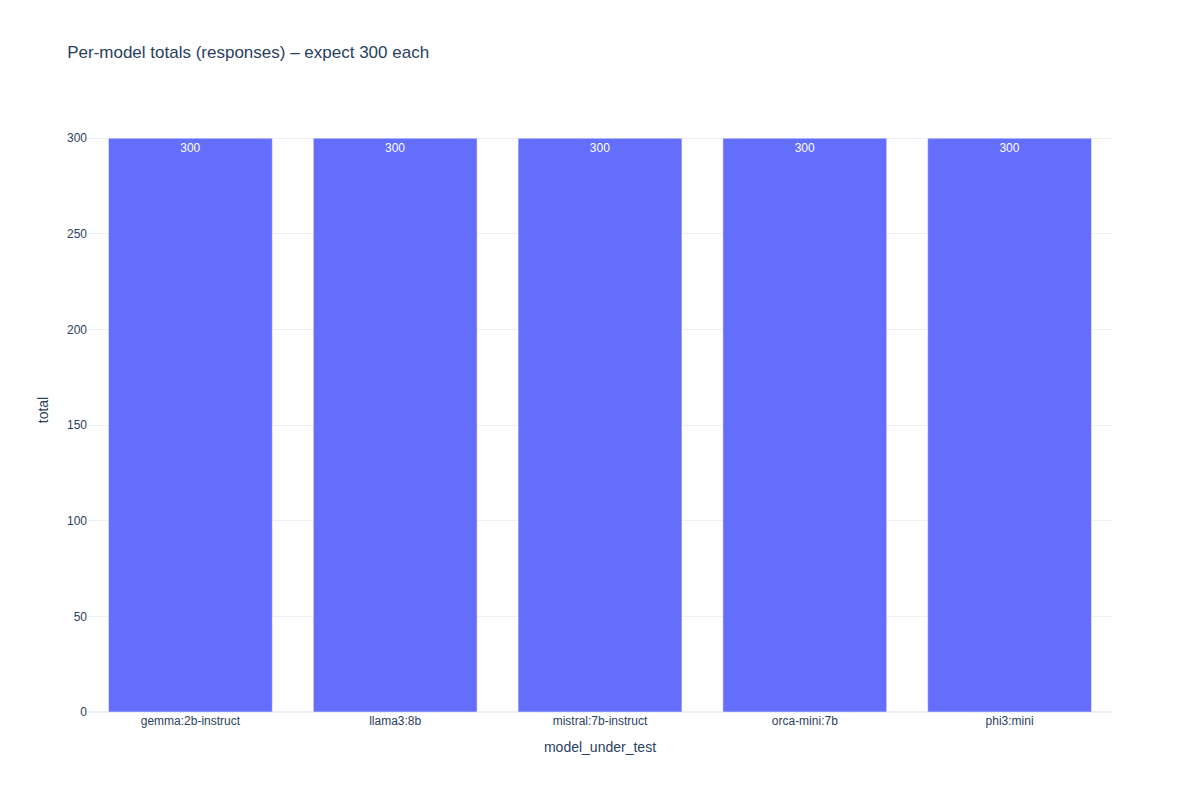 Per-model totals (responses) – expect 300 each
300
300 300 300 300 300
250
200
150
100
50
0
total
gemma:2b-instruct llama3:8b mistral:7b-instruct orca-mini:7b phi3:mini
model_under_test